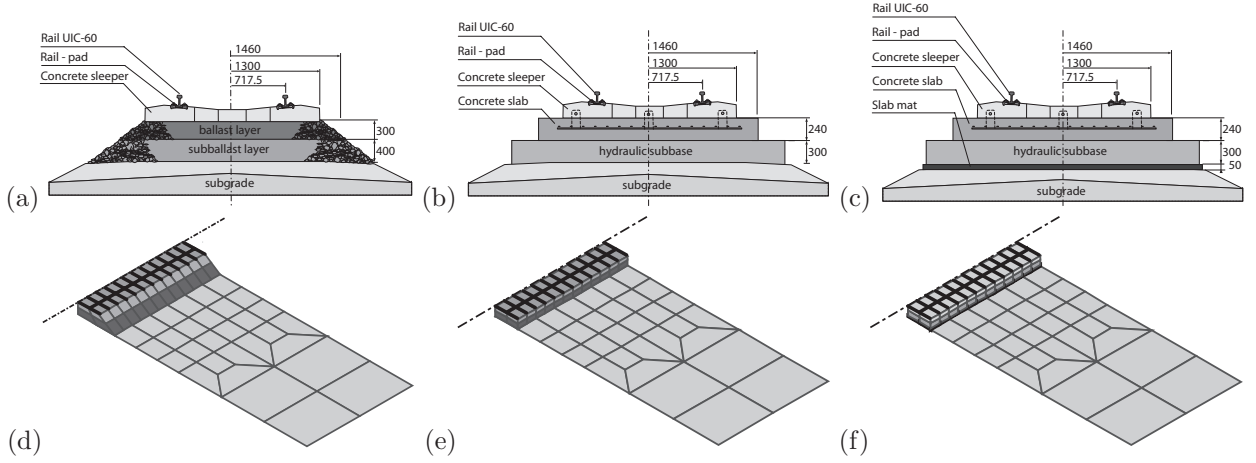 Rail UIC-60
Rail - pad
Concrete sleeper
1460
1300
717.5
ballast layer
subballast layer
300
400
subgrade
(a)
Rail UIC-60
Rail - pad
Concrete sleeper
Concrete slab
1460
1300
717.5
240
hydraulic subbase
300
subgrade
(b)
Rail UIC-60
Rail - pad
Concrete sleeper
Concrete slab
Slab mat
1460
1300
717.5
240
hydraulic subbase
300
50
subgrade
(c)
(d)
(e)
(f)